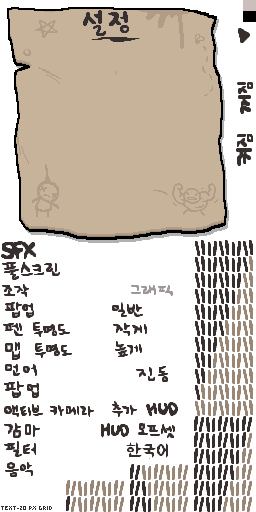 설정
SFX
풀스크린
조작 그래픽
팝업 일반
펜 투명도 작게
맵 투명도 높게
언어 진동
팝업
액티브 카메라 추가 HUD
감마 HUD 오프셋
필터 한국어
음악
TEXT-20 PX GRID